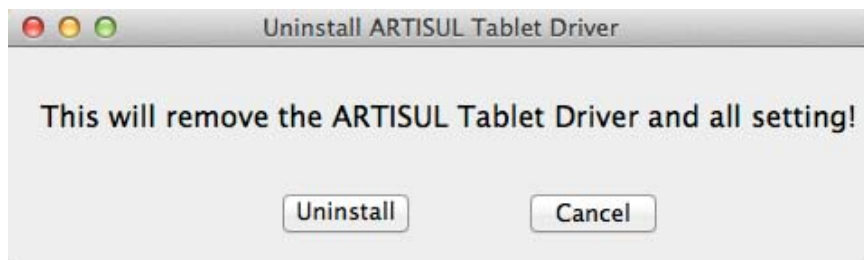 Uninstall ARTISUL Tablet Driver
This will remove the ARTISUL Tablet Driver and all setting!
Uninstall Cancel